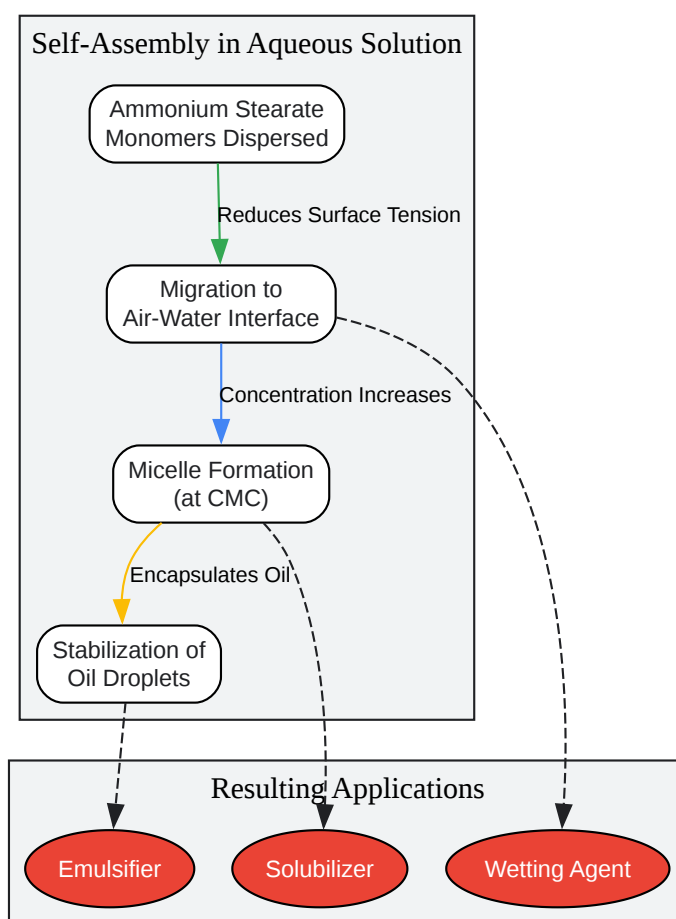 Self-Assembly in Aqueous Solution
Ammonium Stearate
Monomers Dispersed
Reduces Surface Tension
Migration to
Air-Water Interface
Concentration Increases
Micelle Formation
(at CMC)
Encapsulates Oil
Stabilization of
Oil Droplets
Resulting Applications
Emulsifier
Solubilizer
Wetting Agent